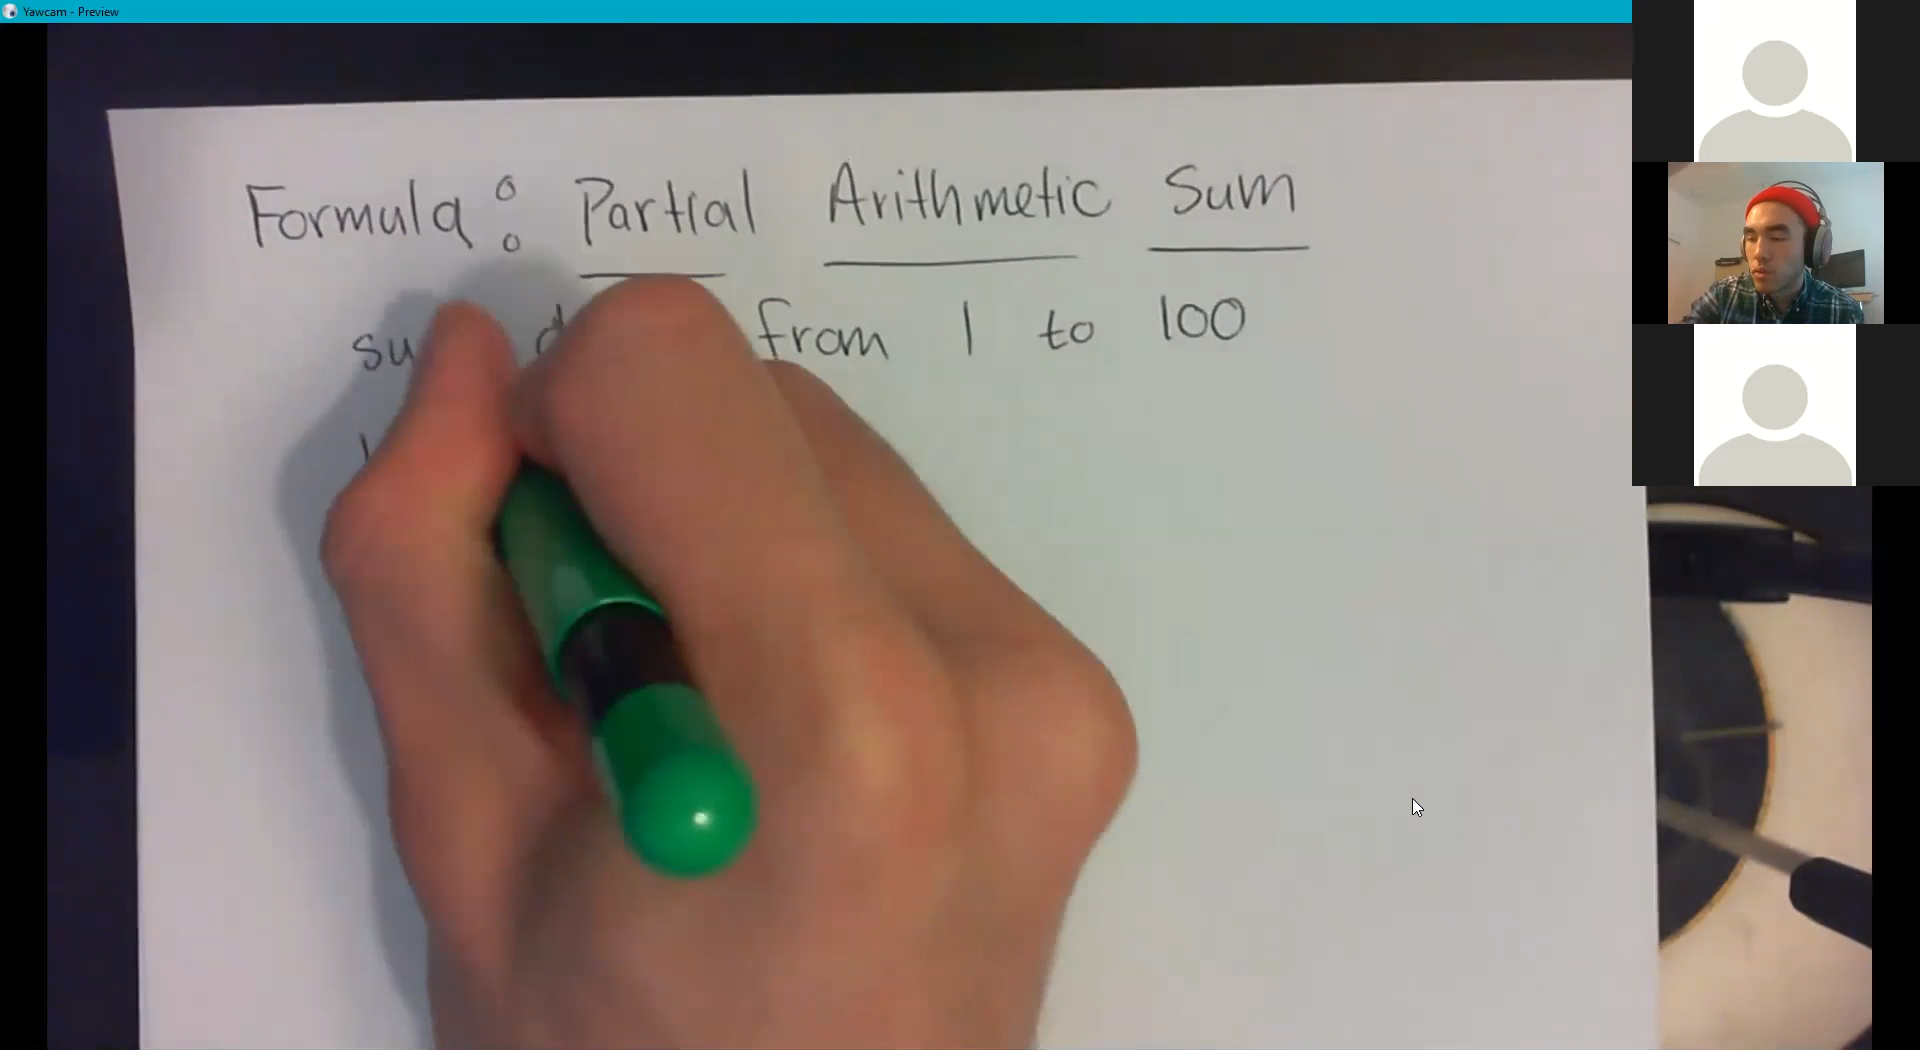 Yawcam - Preview
Formula: Partial Arithmetic Sum
from 1 to 100